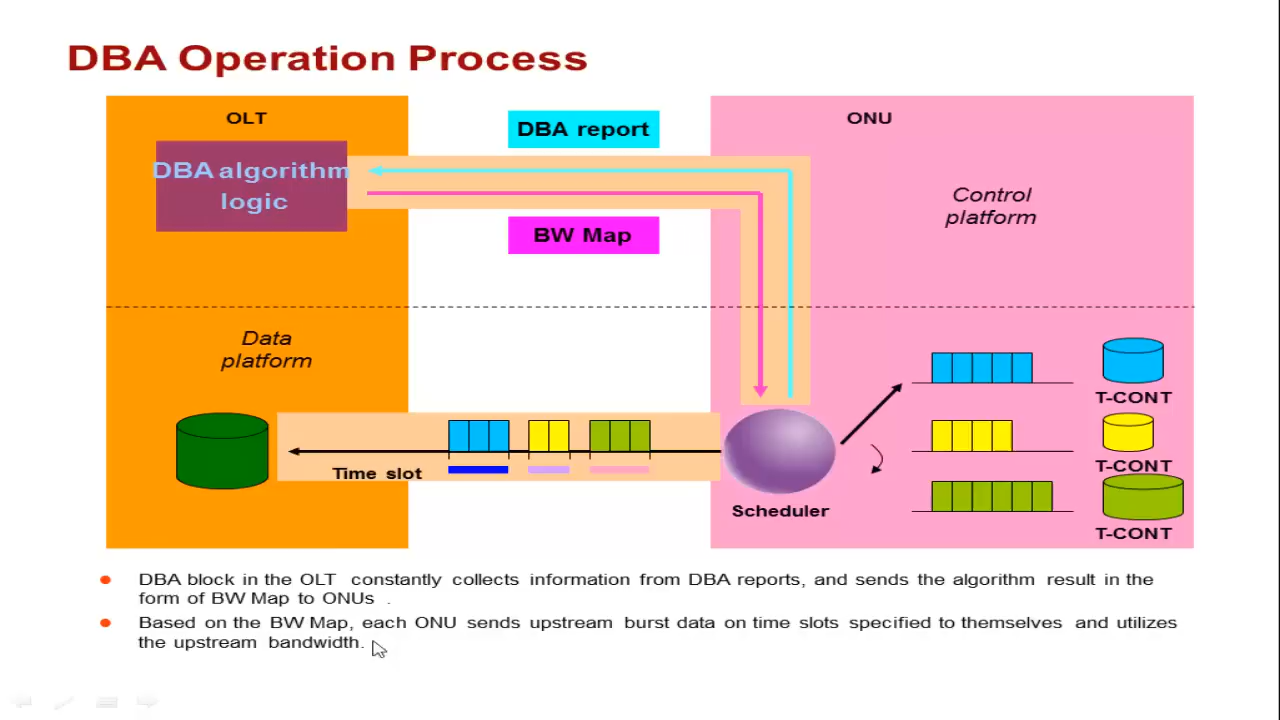 DBA Operation Process
OLT
DBA algorithm
logic
DBA report
BW Map
ONU
Control
platform
Data
platform
Time slot
Scheduler
T-CONT
T-CONT
T-CONT
DBA block in the OLT constantly collects information from DBA reports, and sends the algorithm result in the
form of BW Map to ONUs .
Based on the BW Map, each ONU sends upstream burst data on time slots specified to themselves and utilizes
the upstream bandwidth.